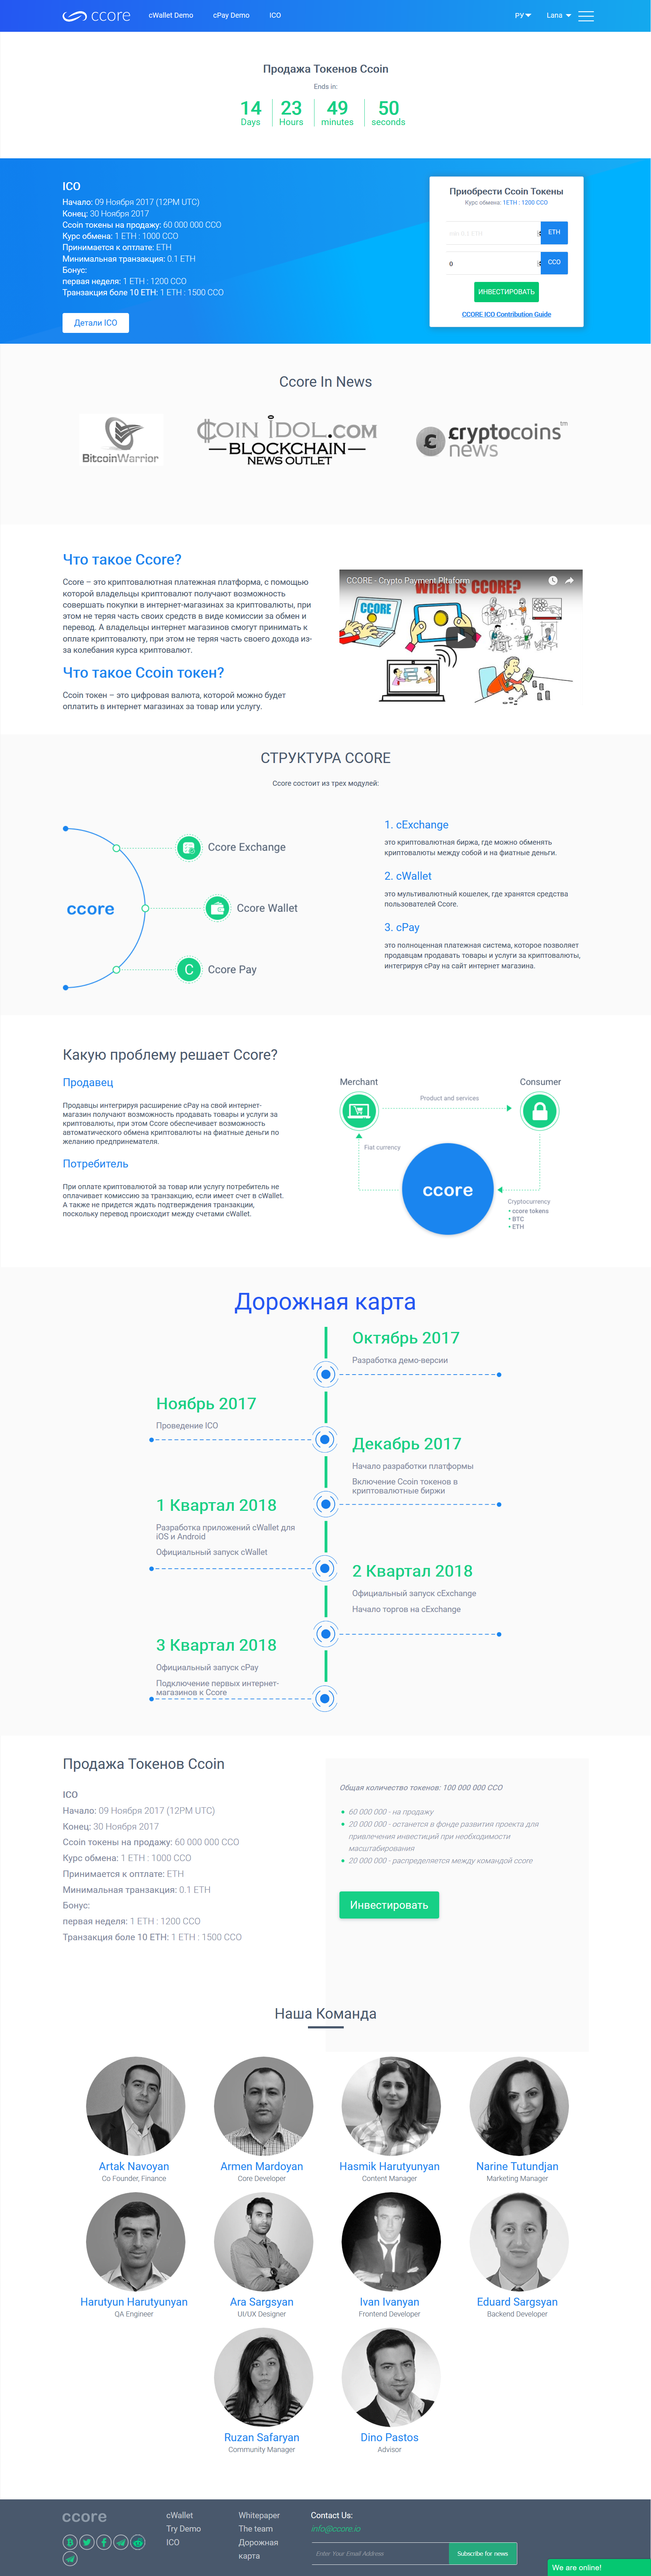 ccore
cWallet Demo
cPay Demo
ICO
РУ
Lana
Продажа Токенов Ccoin
Ends in:
14 23 49 50
Days Hours minutes seconds
ICO
Начало: 09 Ноября 2017 (12PM UTC)
Конец: 30 Ноября 2017
Ccoin токены на продажу: 60 000 000 CCO
Курс обмена: 1 ETH : 1000 CCO
Принимается к оптлате: ETH
Минимальная транзакция: 0.1 ETH
Бонус:
первая неделя: 1 ETH : 1200 CCO
Транзакция боле 10 ETH: 1 ETH : 1500 CCO
Детали ICO
Приобрести Ccoin Токены
Курс обмена: 1ETH : 1200 CCO
ETH
0
CCO
ИНВЕСТИРОВАТЬ
CCORE ICO Contribution Guide
Ccore In News
BitcoinWarrior
COIN IDOL.COM
BLOCKCHAIN
NEWS OUTLET
cryptocoins tm
news
Что такое Ccore?
Ccore – это криптовалютная платежная платформа, с помощью
которой владельцы криптовалют получают возможность
совершать покупки в интернет-магазинах за криптовалюты, при
этом не теряя часть своих средств в виде комиссии за обмен и
перевод. А владельцы интернет магазинов смогут принимать к
оплате криптовалюту, при этом не теряя часть своего дохода из-
за колебания курса криптовалют.
Что такое Ccoin токен?
Ccoin токен – это цифровая валюта, которой можно будет
оплатить в интернет магазинах за товар или услугу.
CCORE - Crypto Payment Pltaform
What is CCORE?
CCORE
СТРУКТУРА CCORE
Ccore состоит из трех модулей:
ccore
Ccore Exchange
Ccore Wallet
C
Ccore Pay
1. cExchange
это криптовалютная биржа, где можно обменять
криптовалюты между собой и на фиатные деньги.
2. cWallet
это мультивалютный кошелек, где хранятся средства
пользователей Ccore.
3. cPay
это полноценная платежная система, которое позволяет
продавцам продавать товары и услуги за криптовалюты,
интегрируя cPay на сайт интернет магазина.
Какую проблему решает Ccore?
Продавец
Продавцы интегрируя расширение cPay на свой интернет-
магазин получают возможность продавать товары и услуги за
криптовалюты, при этом Ccore обеспечивает возможность
автоматического обмена криптовалюты на фиатные деньги по
желанию предпринемателя.
Потребитель
При оплате криптовалютой за товар или услугу потребитель не
оплачивает комиссию за транзакцию, если имеет счет в cWallet.
А также не придется ждать подтверждения транзакции,
поскольку перевод происходит между счетами cWallet.
Merchant
Consumer
Product and services
Fiat currency
ccore
Cryptocurrency
• ccore tokens
• BTC
• ETH
Дорожная карта
Октябрь 2017
Разработка демо-версии
Ноябрь 2017
Проведение ICO
Декабрь 2017
Начало разработки платформы
Включение Ccoin токенов в
криптовалютные биржи
1 Квартал 2018
Разработка приложений cWallet для
iOS и Android
Официальный запуск cWallet
2 Квартал 2018
Официальный запуск cExchange
Начало торгов на cExchange
3 Квартал 2018
Официальный запуск cPay
Подключение первых интернет-
магазинов к Ccore
Продажа Токенов Ccoin
ICO
Начало: 09 Ноября 2017 (12PM UTC)
Конец: 30 Ноября 2017
Ccoin токены на продажу: 60 000 000 CCO
Курс обмена: 1 ETH : 1000 CCO
Принимается к оптлате: ETH
Минимальная транзакция: 0.1 ETH
Бонус:
первая неделя: 1 ETH : 1200 CCO
Транзакция боле 10 ETH: 1 ETH : 1500 CCO
Общая количество токенов: 100 000 000 CCO
• 60 000 000 - на продажу
• 20 000 000 - останется в фонде развития проекта для
привлечения инвестиций при необходимости
масштабирования
• 20 000 000 - распределяется между командой ccore
Инвестировать
Наша Команда
Artak Navoyan
Co Founder, Finance
Armen Mardoyan
Core Developer
Hasmik Harutyunyan
Content Manager
Narine Tutundjan
Marketing Manager
Harutyun Harutyunyan
QA Engineer
Ara Sargsyan
UI/UX Designer
Ivan Ivanyan
Frontend Developer
Eduard Sargsyan
Backend Developer
Ruzan Safaryan
Community Manager
Dino Pastos
Advisor
ccore
cWallet
Try Demo
ICO
Whitepaper
The team
Дорожная
карта
Contact Us:
info@ccore.io
Enter Your Email Address
Subscribe for news
We are online!